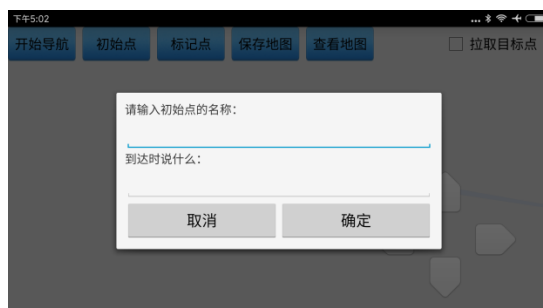 下午5:02
开始导航 初始点 标记点 保存地图 查看地图 拉取目标点
请输入初始点的名称：
到达时说什么：
取消 确定